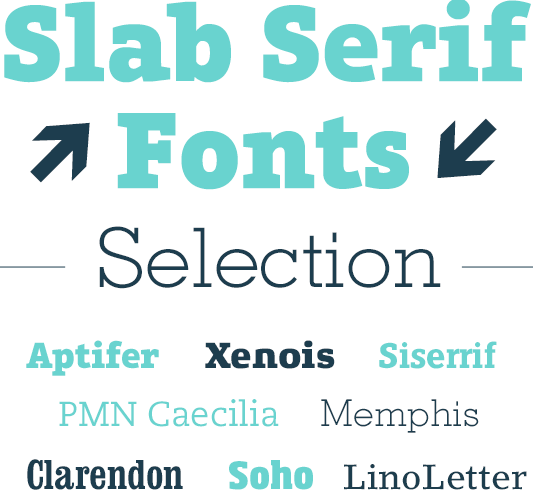 Slab Serif
Fonts
Selection
Aptifer Xenois Siserrif
PMN Caecilia Memphis
Clarendon Soho LinoLetter